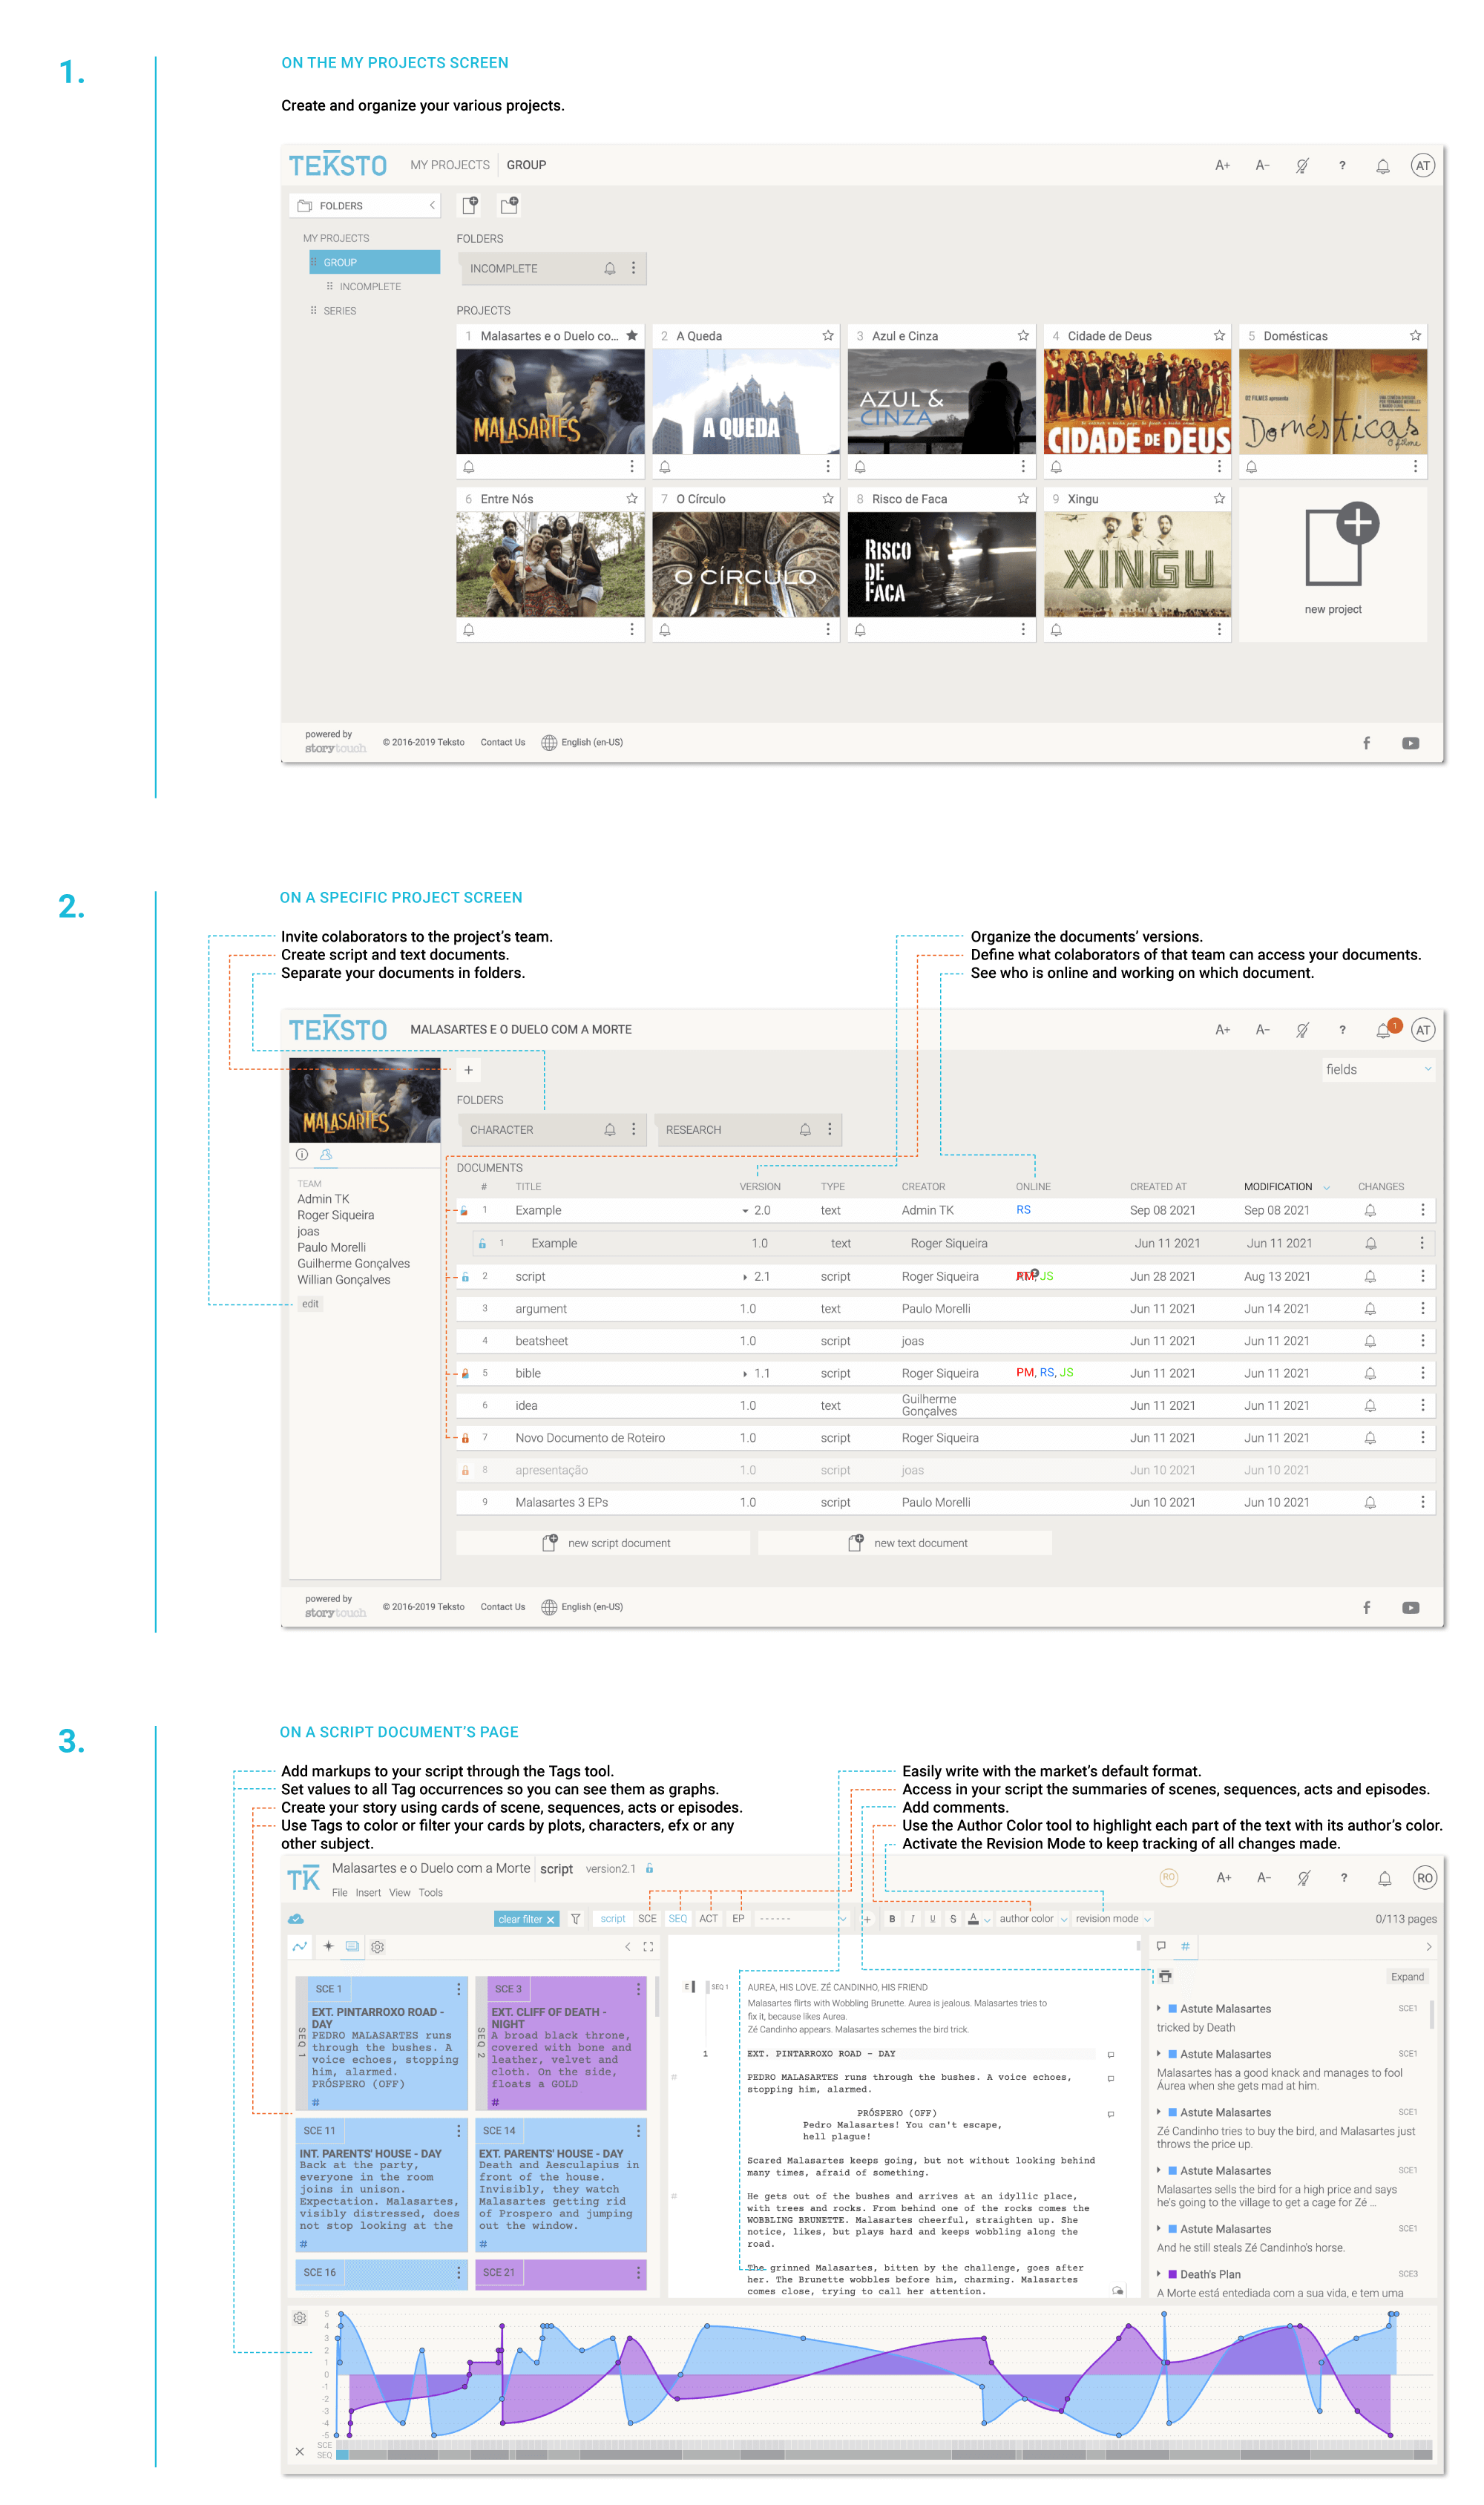 1.
ON THE MY PROJECTS SCREEN
Create and organize your various projects.
TEKSTO MY PROJECTS GROUP A+ A- ? AT
FOLDERS
MY PROJECTS
GROUP
INCOMPLETE
SERIES
FOLDERS
INCOMPLETE
PROJECTS
1 Malasartes e o Duelo co...
2 A Queda
3 Azul e Cinza
4 Cidade de Deus
5 Domésticas
MALASARTES
A QUEDA
AZUL &
CINZA
CIDADE DE DEUS
O2 FILMES apresenta
Domésticas
O filme
6 Entre Nós
7 O Círculo
8 Risco de Faca
9 Xingu
O CÍRCULO
RISCO
DE
FACA
XINGU
new project
powered by
storytouch
© 2016-2019 Teksto Contact Us English (en-US)
2.
ON A SPECIFIC PROJECT SCREEN
Invite colaborators to the project's team.
Create script and text documents.
Separate your documents in folders.
Organize the documents' versions.
Define what colaborators of that team can access your documents.
See who is online and working on which document.
TEKSTO MALASARTES E O DUELO COM A MORTE A+ A- ? 1 AT
MALASARTES
TEAM
Admin TK
Roger Siqueira
joas
Paulo Morelli
Guilherme Gonçalves
Willian Gonçalves
edit
+ fields
FOLDERS
CHARACTER
RESEARCH
DOCUMENTS
# TITLE VERSION TYPE CREATOR ONLINE CREATED AT MODIFICATION CHANGES
1 Example 2.0 text Admin TK RS Sep 08 2021 Sep 08 2021
1 Example 1.0 text Roger Siqueira Jun 11 2021 Jun 11 2021
2 script 2.1 script Roger Siqueira JS Jun 28 2021 Aug 13 2021
3 argument 1.0 text Paulo Morelli Jun 11 2021 Jun 14 2021
4 beatsheet 1.0 script joas Jun 11 2021 Jun 11 2021
5 bible 1.1 script Roger Siqueira PM, RS, JS Jun 11 2021 Jun 11 2021
6 idea 1.0 text Guilherme Gonçalves Jun 11 2021 Jun 11 2021
7 Novo Documento de Roteiro 1.0 script Roger Siqueira Jun 11 2021 Jun 11 2021
8 apresentação 1.0 script joas Jun 10 2021 Jun 10 2021
9 Malasartes 3 EPs 1.0 script Paulo Morelli Jun 10 2021 Jun 10 2021
new script document
new text document
powered by
storytouch
© 2016-2019 Teksto Contact Us English (en-US)
3.
ON A SCRIPT DOCUMENT'S PAGE
Add markups to your script through the Tags tool.
Set values to all Tag occurrences so you can see them as graphs.
Create your story using cards of scene, sequences, acts or episodes.
Use Tags to color or filter your cards by plots, characters, efx or any
other subject.
Easily write with the market's default format.
Access in your script the summaries of scenes, sequences, acts and episodes.
Add comments.
Use the Author Color tool to highlight each part of the text with its author's color.
Activate the Revision Mode to keep tracking of all changes made.
TK Malasartes e o Duelo com a Morte script version2.1 RO A+ A- ? RO
File Insert View Tools
clear filter × script SCE SEQ ACT EP ------ + B I U S A author color revision mode 0/113 pages
SCE 1
SEQ 1
EXT. PINTARROXO ROAD -
DAY
PEDRO MALASARTES runs
through the bushes. A
voice echoes, stopping
him, alarmed.
PRÓSPERO (OFF)
#
SCE 3
SEQ 2
EXT. CLIFF OF DEATH -
NIGHT
A broad black throne,
covered with bone and
leather, velvet and
cloth. On the side,
floats a GOLD
#
SCE 11
INT. PARENTS' HOUSE - DAY
Back at the party,
everyone in the room
joins in unison.
Expectation. Malasartes,
visibly distressed, does
not stop looking at the
#
SCE 14
EXT. PARENTS' HOUSE - DAY
Death and Aesculapius in
front of the house.
Invisibly, they watch
Malasartes getting rid
of Prospero and jumping
out the window.
#
SCE 16
SCE 21
E SEQ 1
AUREA, HIS LOVE. ZÉ CANDINHO, HIS FRIEND
Malasartes flirts with Wobbling Brunette. Aurea is jealous. Malasartes tries to
fix it, because likes Aurea.
Zé Candinho appears. Malasartes schemes the bird trick.
1 EXT. PINTARROXO ROAD - DAY
PEDRO MALASARTES runs through the bushes. A voice echoes,
stopping him, alarmed.
PRÓSPERO (OFF)
Pedro Malasartes! You can't escape,
hell plague!
Scared Malasartes keeps going, but not without looking behind
many times, afraid of something.
He gets out of the bushes and arrives at an idyllic place,
with trees and rocks. From behind one of the rocks comes the
WOBBLING BRUNETTE. Malasartes cheerful, straighten up. She
notice, likes, but plays hard and keeps wobbling along the
road.
The grinned Malasartes, bitten by the challenge, goes after
her. The Brunette wobbles before him, charming. Malasartes
comes close, trying to call her attention.
#
Expand
Astute Malasartes SCE1
tricked by Death
Astute Malasartes SCE1
Malasartes has a good knack and manages to fool
Áurea when she gets mad at him.
Astute Malasartes SCE1
Zé Candinho tries to buy the bird, and Malasartes just
throws the price up.
Astute Malasartes SCE1
Malasartes sells the bird for a high price and says
he's going to the village to get a cage for Zé ...
Astute Malasartes SCE1
And he still steals Zé Candinho's horse.
Death's Plan SCE3
A Morte está entediada com a sua vida, e tem uma
5
4
3
2
1
0
-1
-2
-3
-4
-5
SCE
SEQ